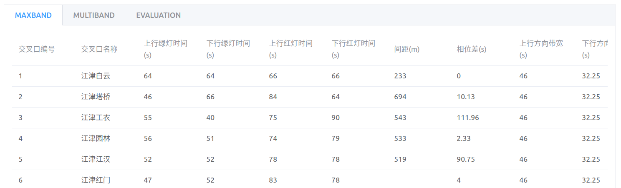 MAXBAND MULTIBAND EVALUATION
交叉口编号 交叉口名称 上行绿灯时间(s) 下行绿灯时间(s) 上行红灯时间(s) 下行红灯时间(s) 间距(m) 相位差(s) 上行方向带宽(s) 下行方向
1 江津白云 64 64 66 66 233 0 46 32.25
2 江津塔桥 46 66 84 64 694 10.13 46 32.25
3 江津工农 55 40 75 90 543 111.96 46 32.25
4 江津园林 56 51 74 79 533 2.33 46 32.25
5 江津江汉 52 52 78 78 519 90.75 46 32.25
6 江津红门 47 52 83 78 4 46 32.25